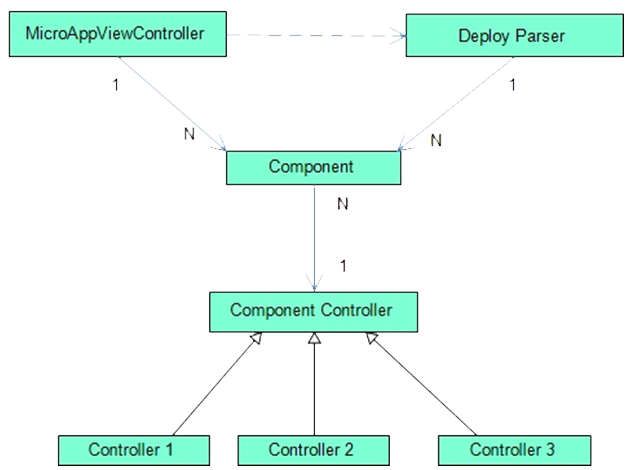 MicroAppViewController
Deploy Parser
1
1
N
N
Component
N
1
Component Controller
Controller 1
Controller 2
Controller 3